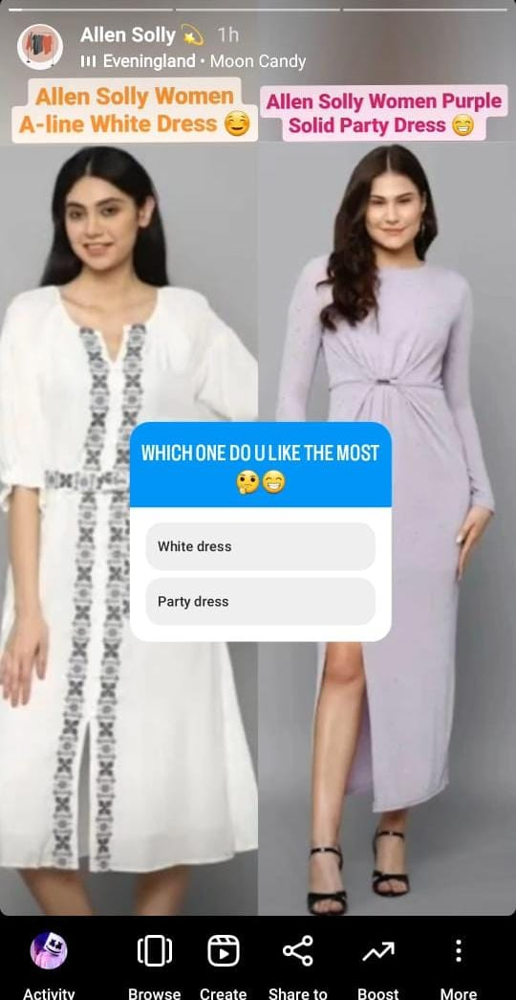 Allen Solly 💫 1h
Eveningland • Moon Candy
Allen Solly Women
A-line White Dress 😊
Allen Solly Women Purple
Solid Party Dress 😁
WHICH ONE DO U LIKE THE MOST
🤔😁
White dress
Party dress
Activity Browse Create Share to Boost More